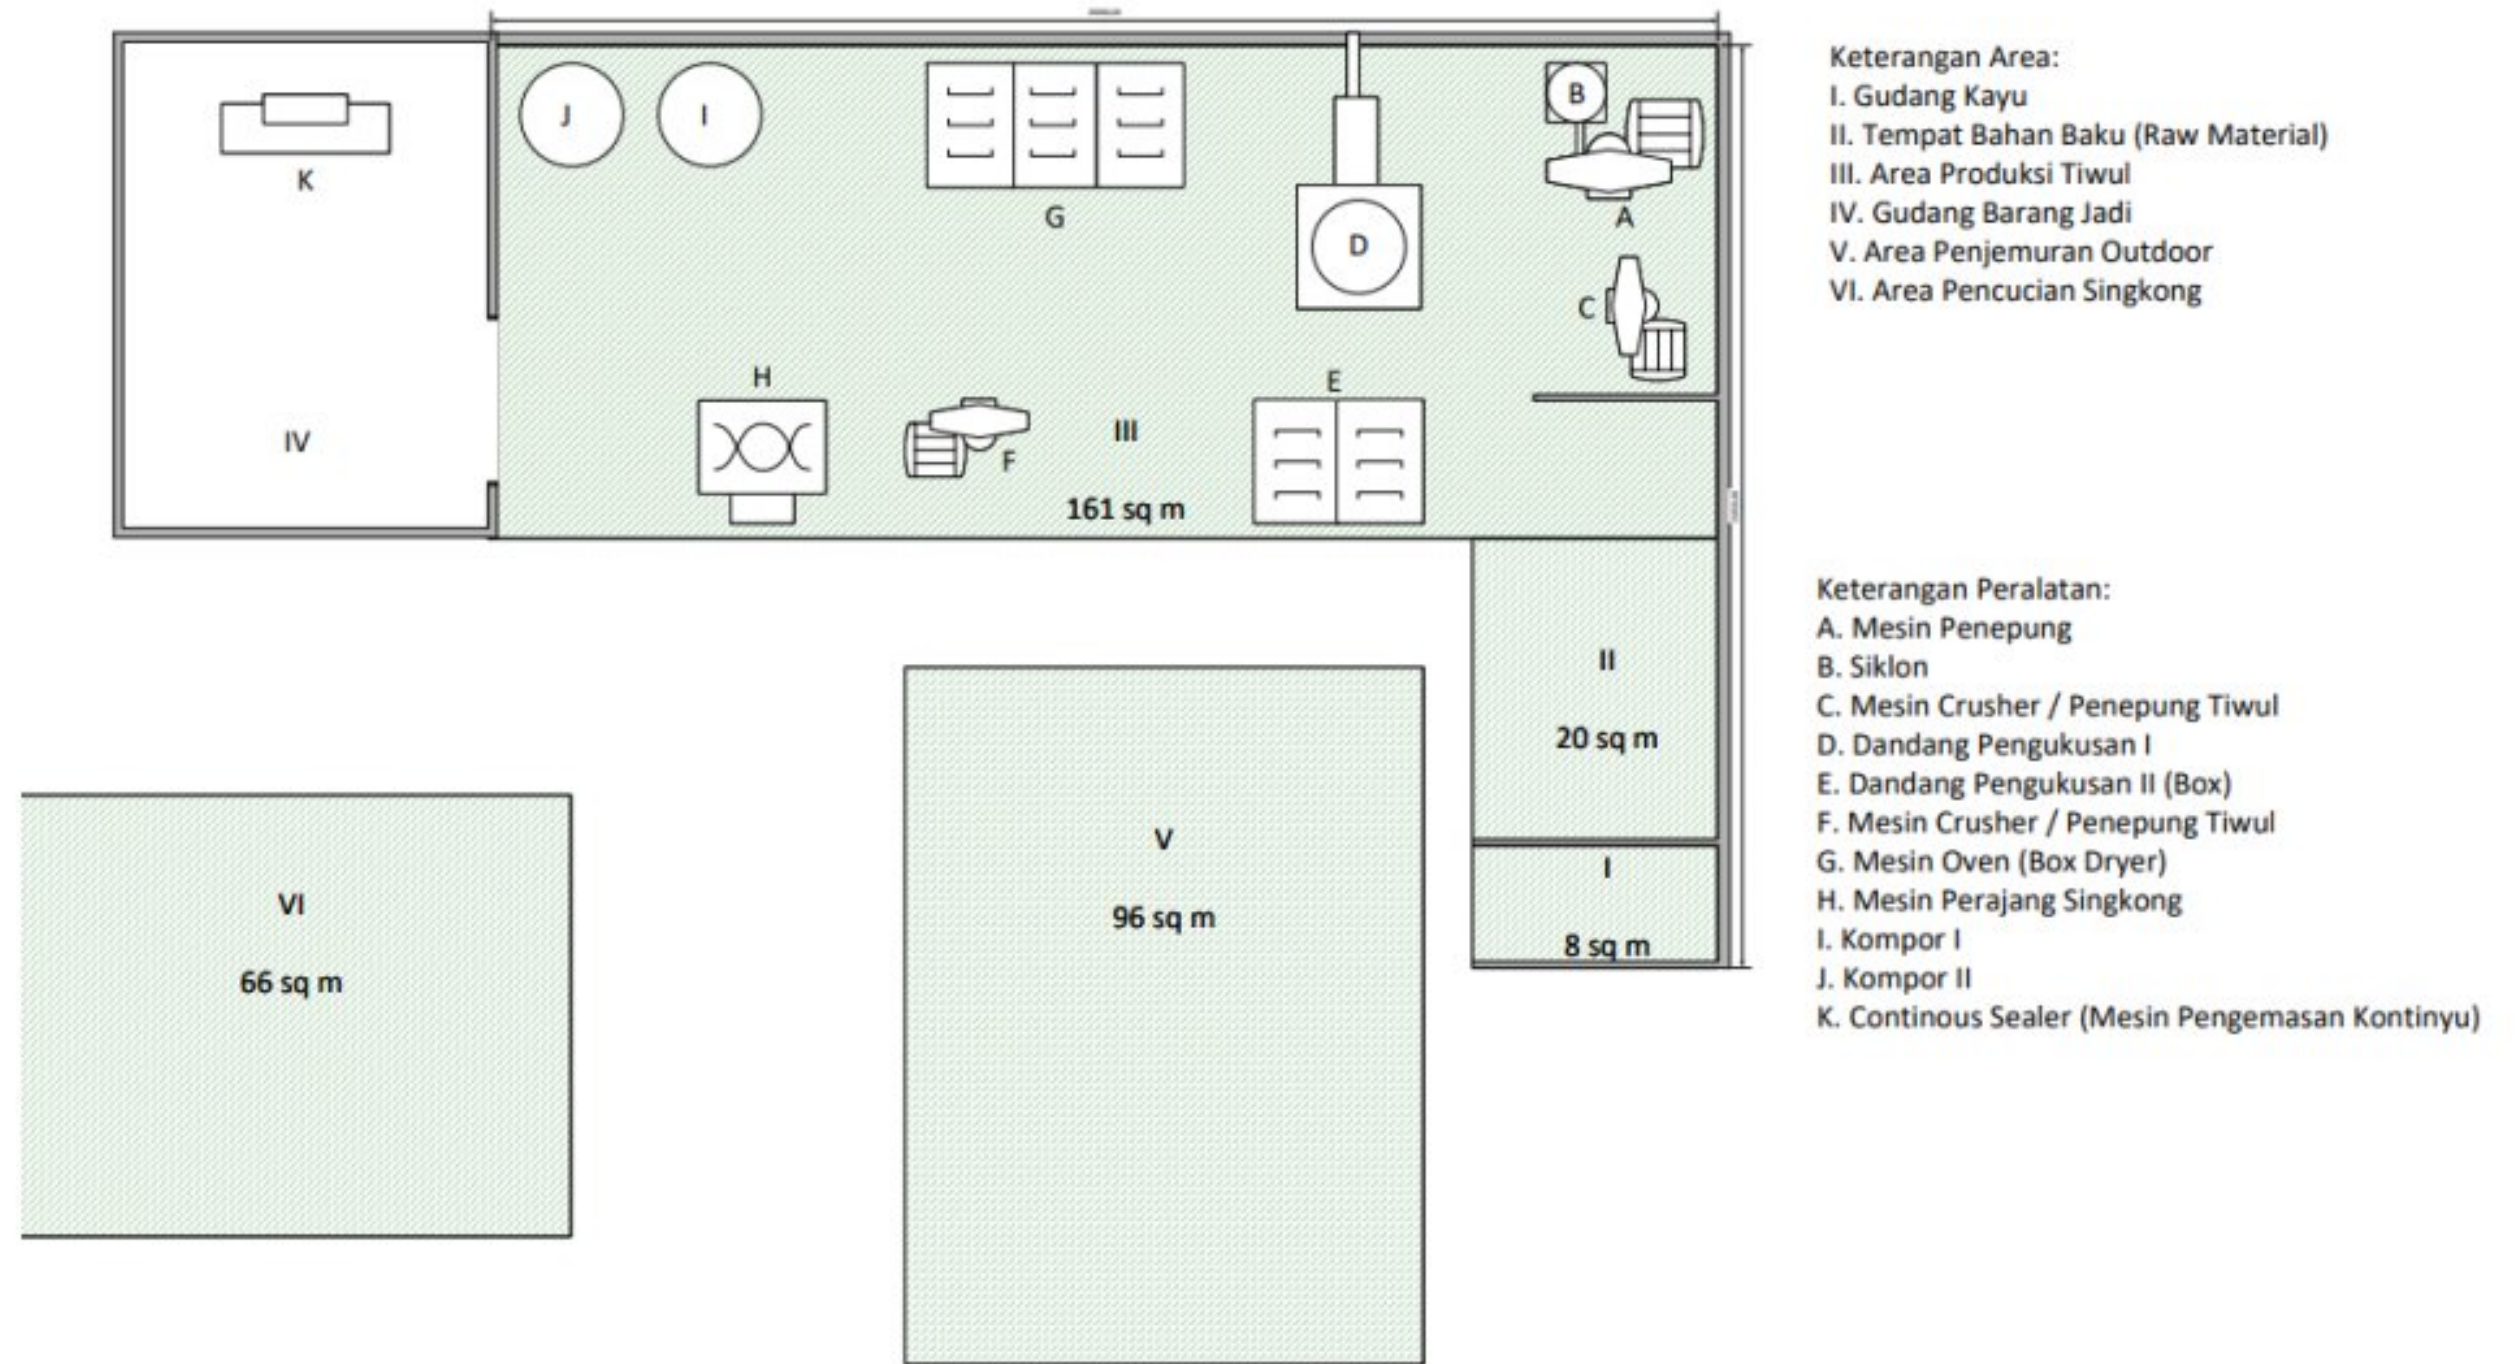 Keterangan Area:
I. Gudang Kayu
II. Tempat Bahan Baku (Raw Material)
III. Area Produksi Tiwul
IV. Gudang Barang Jadi
V. Area Penjemuran Outdoor
VI. Area Pencucian Singkong
J
I
B
K
G
A
D
C
H
E
IV
III
F
161 sq m
Keterangan Peralatan:
A. Mesin Penepung
B. Siklon
C. Mesin Crusher / Penepung Tiwul
D. Dandang Pengukusan I
E. Dandang Pengukusan II (Box)
F. Mesin Crusher / Penepung Tiwul
G. Mesin Oven (Box Dryer)
H. Mesin Perajang Singkong
I. Kompor I
J. Kompor II
K. Continous Sealer (Mesin Pengemasan Kontinyu)
II
20 sq m
V
96 sq m
I
8 sq m
VI
66 sq m